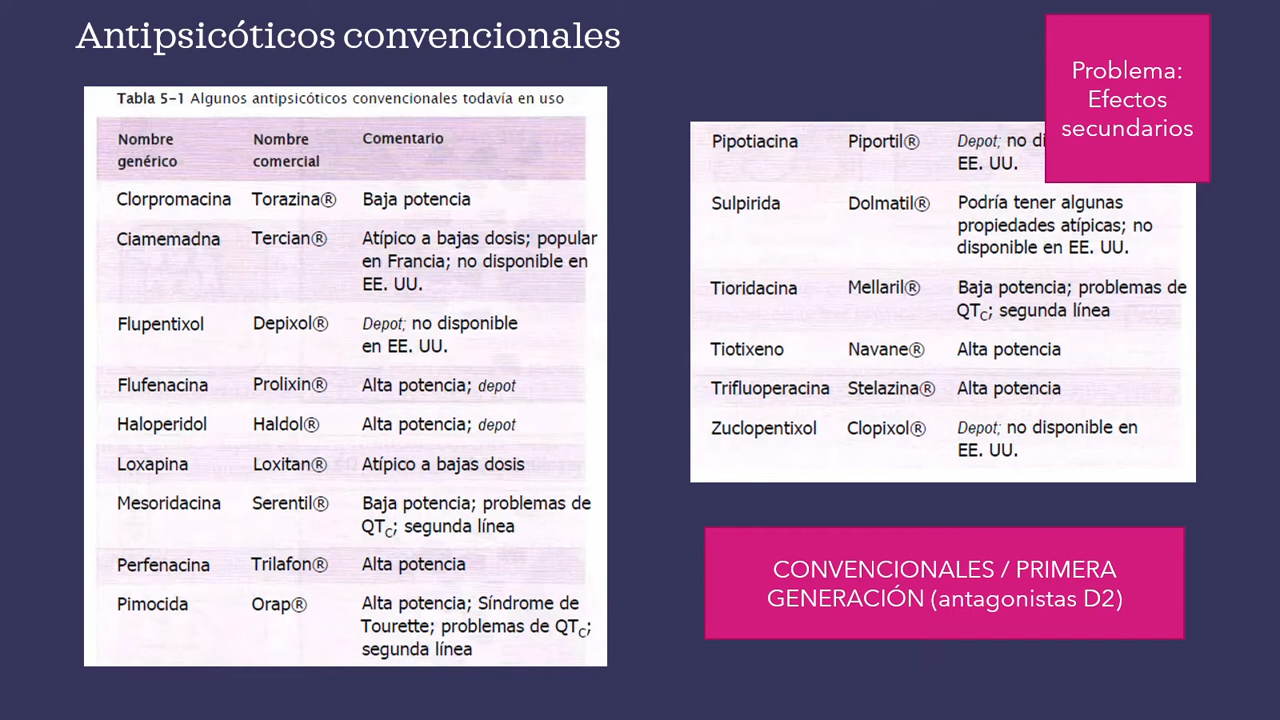 Antipsicóticos convencionales
Problema:
Efectos
secundarios
Tabla 5-1 Algunos antipsicóticos convencionales todavía en uso
Nombre genérico Nombre comercial Comentario
Clorpromacina Torazina® Baja potencia
Ciamemadna Tercian® Atípico a bajas dosis; popular
en Francia; no disponible en
EE. UU.
Flupentixol Depixol® Depot; no disponible
en EE. UU.
Flufenacina Prolixin® Alta potencia; depot
Haloperidol Haldol® Alta potencia; depot
Loxapina Loxitan® Atípico a bajas dosis
Mesoridacina Serentil® Baja potencia; problemas de
QTC; segunda línea
Perfenacina Trilafon® Alta potencia
Pimocida Orap® Alta potencia; Síndrome de
Tourette; problemas de QTC;
segunda línea
Pipotiacina Piportil® Depot; no
EE. UU.
Sulpirida Dolmatil® Podría tener algunas
propiedades atípicas; no
disponible en EE. UU.
Tioridacina Mellaril® Baja potencia; problemas de
QTC; segunda línea
Tiotixeno Navane® Alta potencia
Trifluoperacina Stelazina® Alta potencia
Zuclopentixol Clopixol® Depot; no disponible en
EE. UU.
CONVENCIONALES / PRIMERA
GENERACIÓN (antagonistas D2)